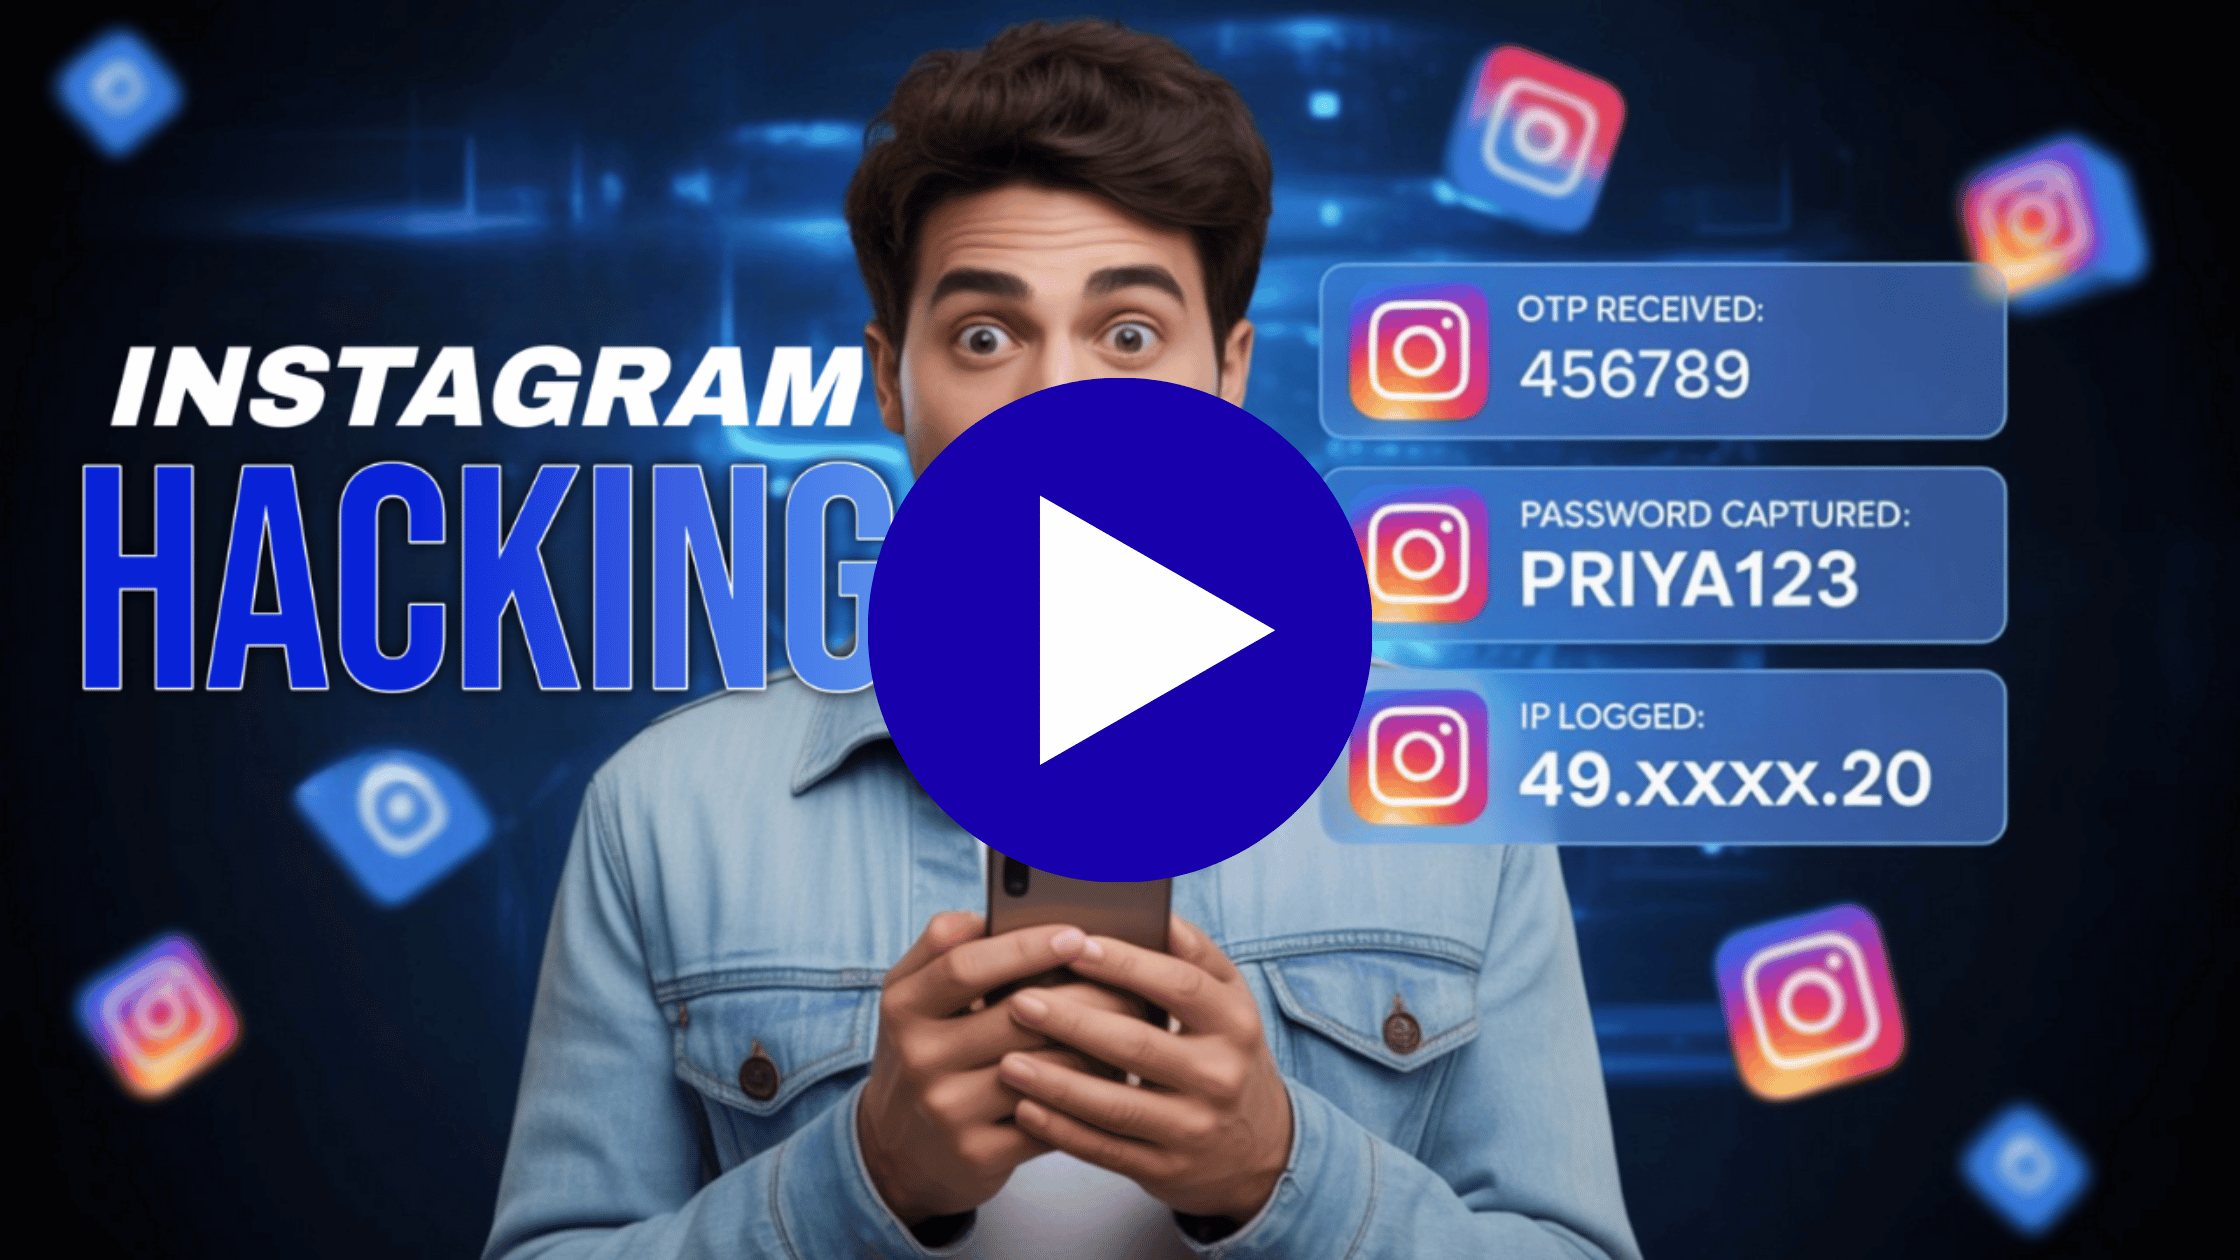 INSTAGRAM
HACKING
OTP RECEIVED:
456789
PASSWORD CAPTURED:
PRIYA123
IP LOGGED:
49.xxxx.20